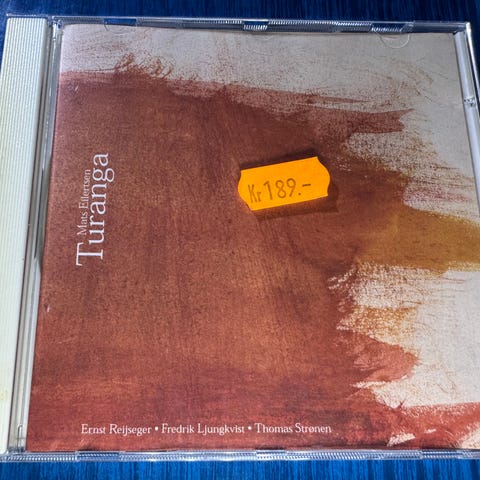 Mats Eilertsen
Turanga
Kr 189.-
Ernst Reijseger • Fredrik Ljungkvist • Thomas Strønen